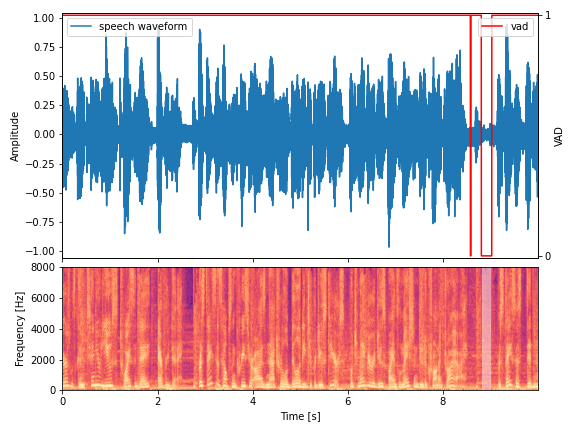 speech waveform
vad
1.00
0.75
0.50
0.25
0.00
−0.25
−0.50
−0.75
−1.00
Amplitude
1
0
VAD
8000
6000
4000
2000
0
Frequency [Hz]
0 2 4 6 8
Time [s]